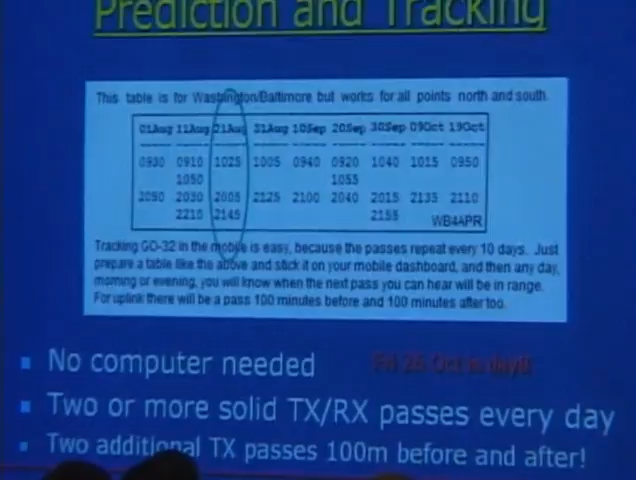 Prediction and Tracking
This table is for Washington/Baltimore but works for all points north and south.
01Aug 11Aug 21Aug 31Aug 10Sep 20Sep 30Sep 09Oct 19Oct
0930 0910 1025 1005 0940 0920 1040 1015 0950
1050 1055
2050 2030 2005 2125 2100 2040 2015 2135 2110
2210 2145 2155 WB4APR
Tracking GO-32 in the mobile is easy, because the passes repeat every 10 days. Just
prepare a table like the above and stick it on your mobile dashboard, and then any day,
morning or evening, you will know when the next pass you can hear will be in range.
For uplink there will be a pass 100 minutes before and 100 minutes after too.
No computer needed
Fri 26 Oct is day
Two or more solid TX/RX passes every day
Two additional TX passes 100m before and after!